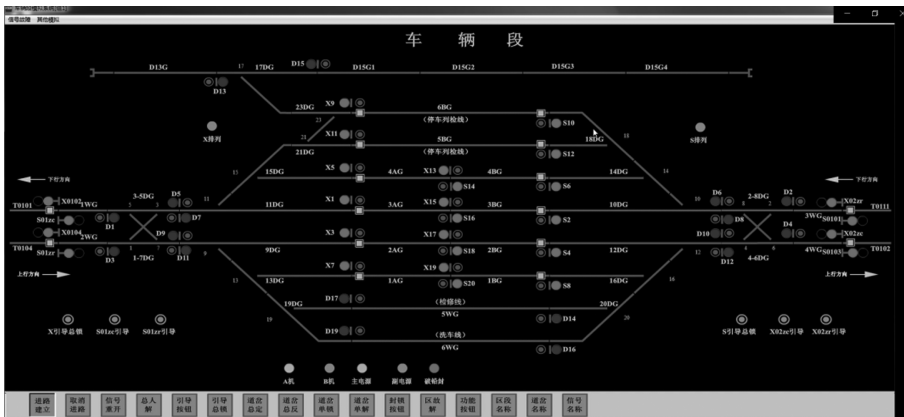 信号故障 其他模拟
车 辆 段
D13G 17 17DG D15 D15G1 D15G2 D15G3 D15G4
D13
23DG X9 6BG
23 (停车列检线) S10
X排列 S排列
21 X11 5BG 18DG 18
21DG (停车列检线) S12
15 15DG X5 4AG X13 4BG 14DG 14
下行方向 S14 S6 下行方向
T0101 X0102 1WG 3-5DG D5 11 11DG X1 3AG X15 3BG 10DG 10 D6 2-8DG D2 3WG X02zr T0111
S01zc D1 D7 S16 S2 D8 S0101
T0104 X0104 2WG D9 X3 X17 D10 D4 X02zc T0102
S01zr D3 1-7DG D11 9 9DG 2AG S18 2BG S4 12DG 12 D12 4-6DG 4WG S0103
上行方向 X7 X19 上行方向
13 13DG 1AG S20 1BG S8 16DG 16
19DG D17 (检修线) 20DG
19 5WG D14 20
X引导总锁 S01zc引导 S01zr引导 D19 (洗车线) S引导总锁 X02zc引导 X02zr引导
6WG D16
A机 B机 主电源 副电源 破铅封
进路建立 取消进路 信号重开 总人解 引导按钮 引导总锁 道岔总定 道岔总反 道岔单锁 道岔单解 封锁按钮 区故解 功能按钮 区段名称 道岔名称 信号名称